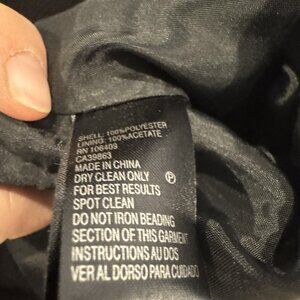 SHELL: 100%POLYESTER
LINING: 100%ACETATE
RN 106409
CA39863
MADE IN CHINA
DRY CLEAN ONLY
FOR BEST RESULTS Ⓟ
SPOT CLEAN
DO NOT IRON BEADING
SECTION OF THIS GARMENT
INSTRUCTIONS AU DOS
VER AL DORSO PARA CUIDADO